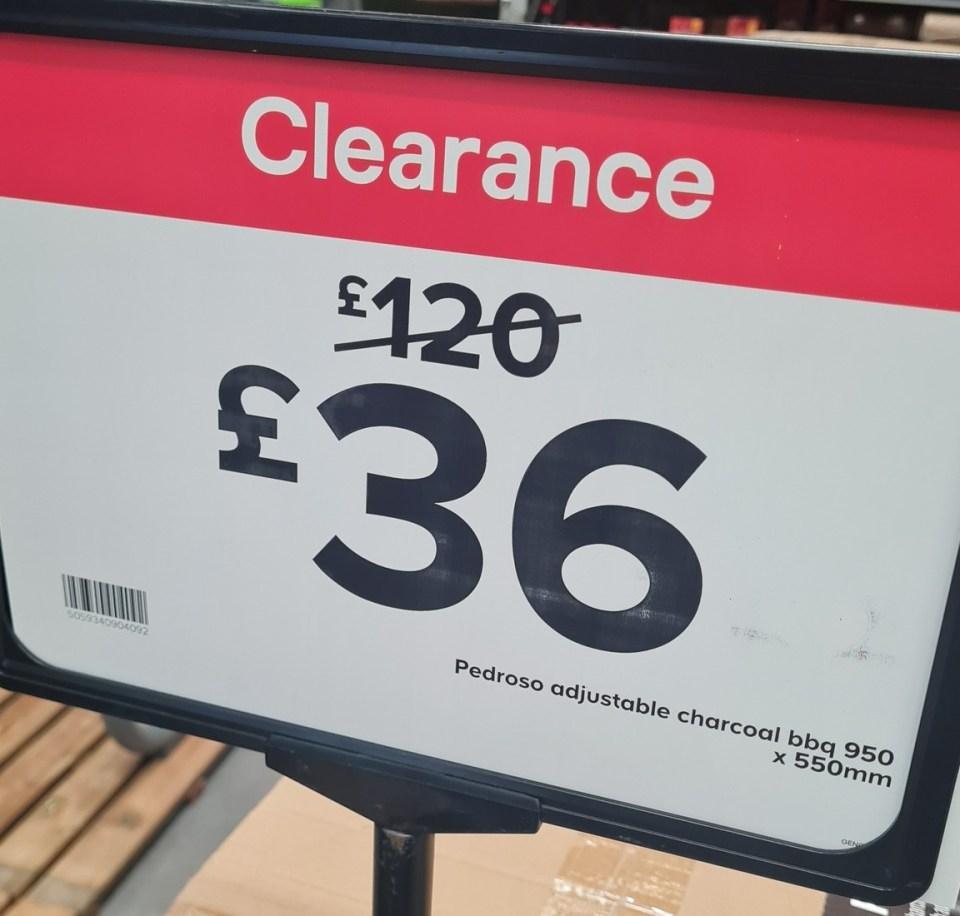 Clearance
£120
£36
5059340904092
Pedroso adjustable charcoal bbq 950
x 550mm